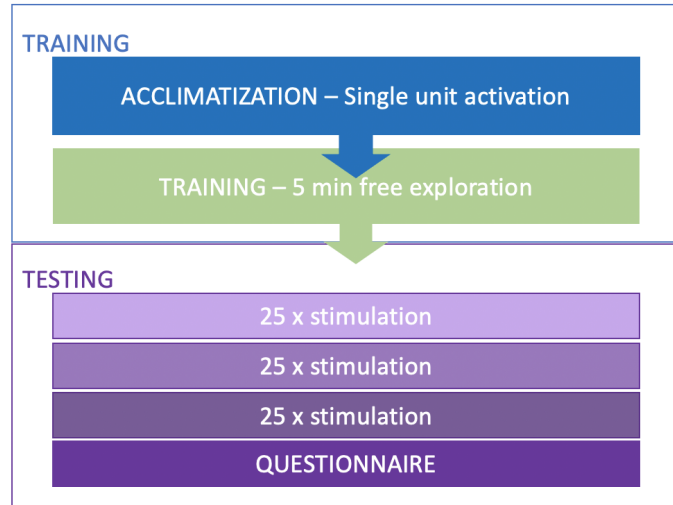 TRAINING
ACCLIMATIZATION – Single unit activation
TRAINING – 5 min free exploration
TESTING
25 x stimulation
25 x stimulation
25 x stimulation
QUESTIONNAIRE